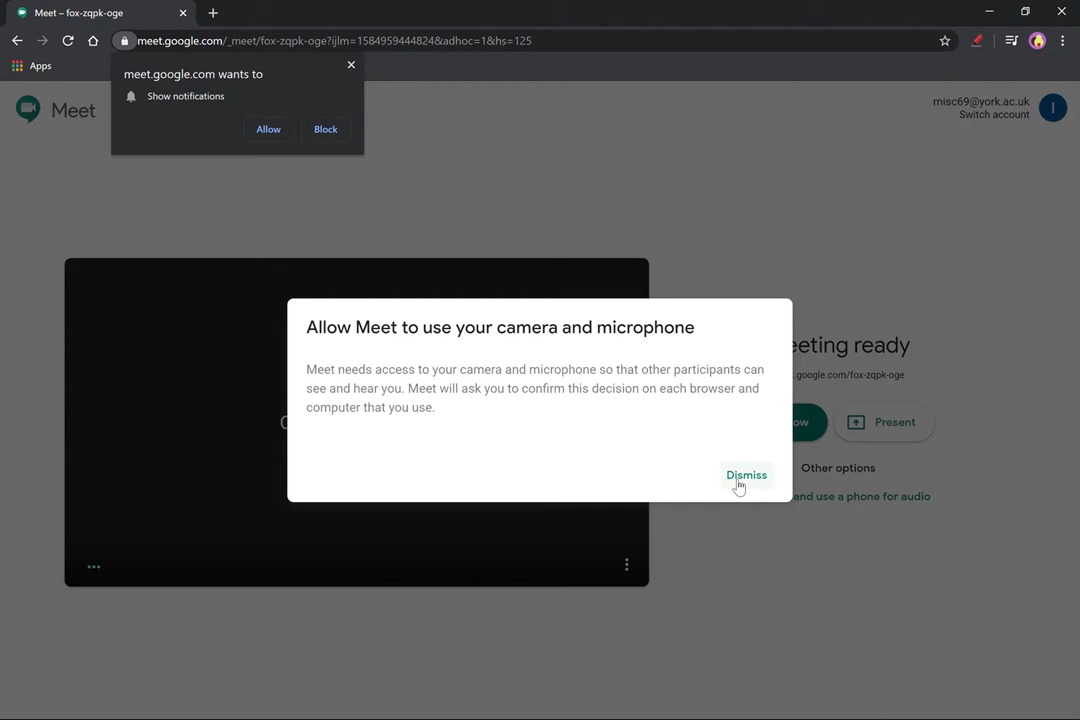 Meet – fox-zqpk-oge
meet.google.com/_meet/fox-zqpk-oge?ijlm=1584959444824&adhoc=1&hs=125
Apps
meet.google.com wants to
Show notifications
Allow
Block
Meet
misc69@york.ac.uk
Switch account
I
Allow Meet to use your camera and microphone
Meet needs access to your camera and microphone so that other participants can
see and hear you. Meet will ask you to confirm this decision on each browser and
computer that you use.
Dismiss
eeting ready
.google.com/fox-zqpk-oge
ow
Present
Other options
and use a phone for audio